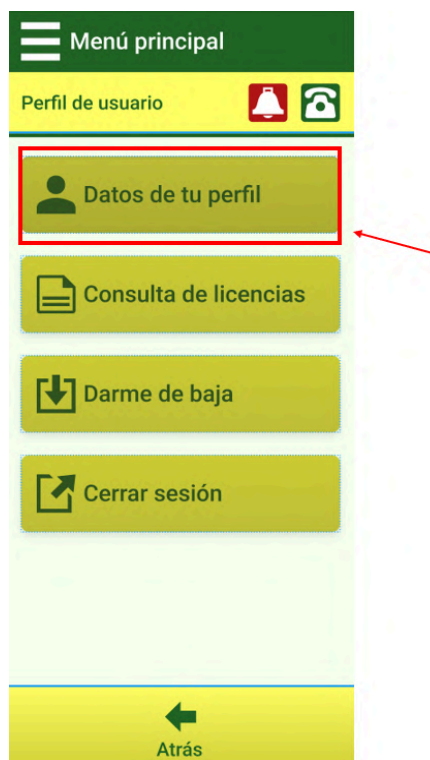 Menú principal
Perfil de usuario
Datos de tu perfil
Consulta de licencias
Darme de baja
Cerrar sesión
Atrás